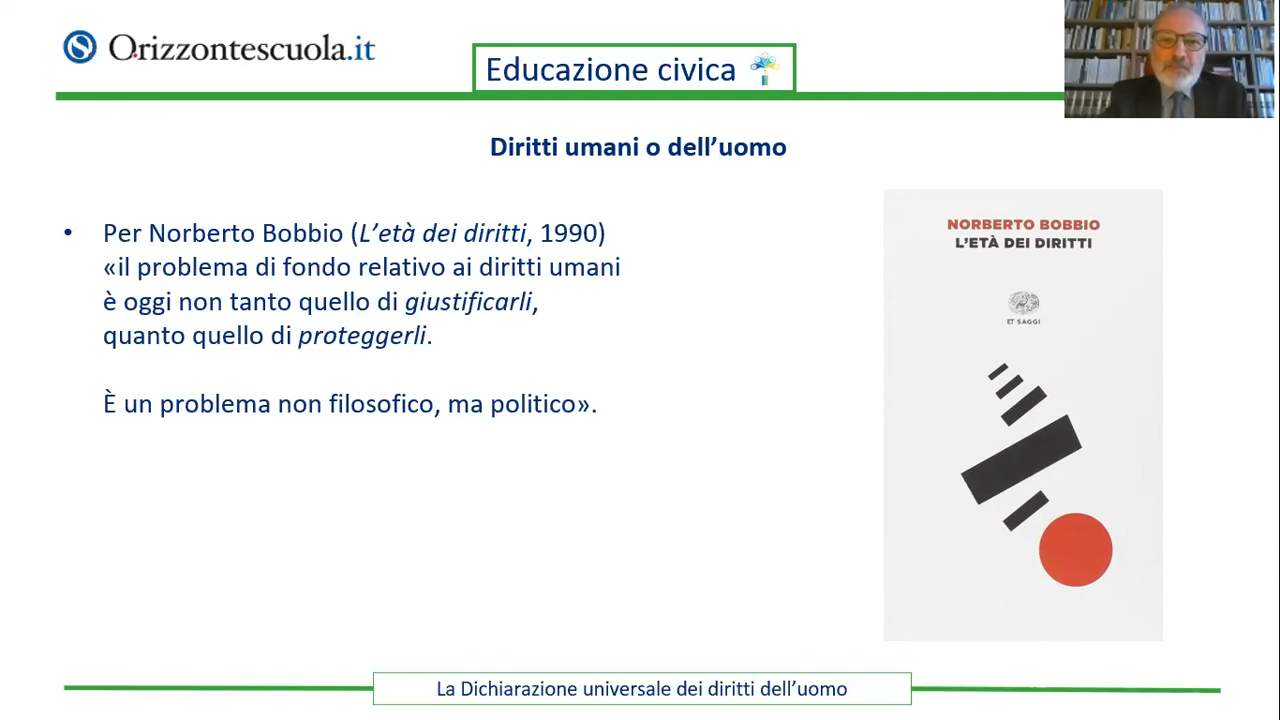 Orizzontescuola.it
Educazione civica
Diritti umani o dell’uomo
• Per Norberto Bobbio (L’età dei diritti, 1990)
«il problema di fondo relativo ai diritti umani
è oggi non tanto quello di giustificarli,
quanto quello di proteggerli.
È un problema non filosofico, ma politico».
NORBERTO BOBBIO
L’ETÀ DEI DIRITTI
ET SAGGI
La Dichiarazione universale dei diritti dell’uomo